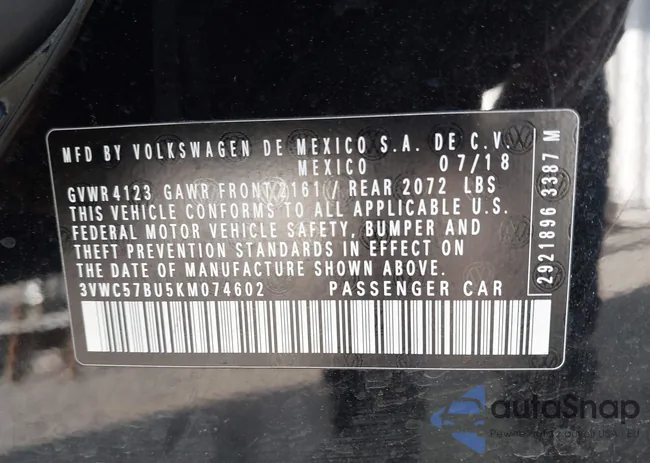 MFD BY VOLKSWAGEN DE MEXICO S.A. DE C.V.
MEXICO 07/18
GVWR 4123 GAWR FRONT 2161 / REAR 2072 LBS
THIS VEHICLE CONFORMS TO ALL APPLICABLE U.S.
FEDERAL MOTOR VEHICLE SAFETY, BUMPER AND
THEFT PREVENTION STANDARDS IN EFFECT ON
THE DATE OF MANUFACTURE SHOWN ABOVE.
3VWC57BU5KM074602 PASSENGER CAR
2921896 3387 M
autoSnap